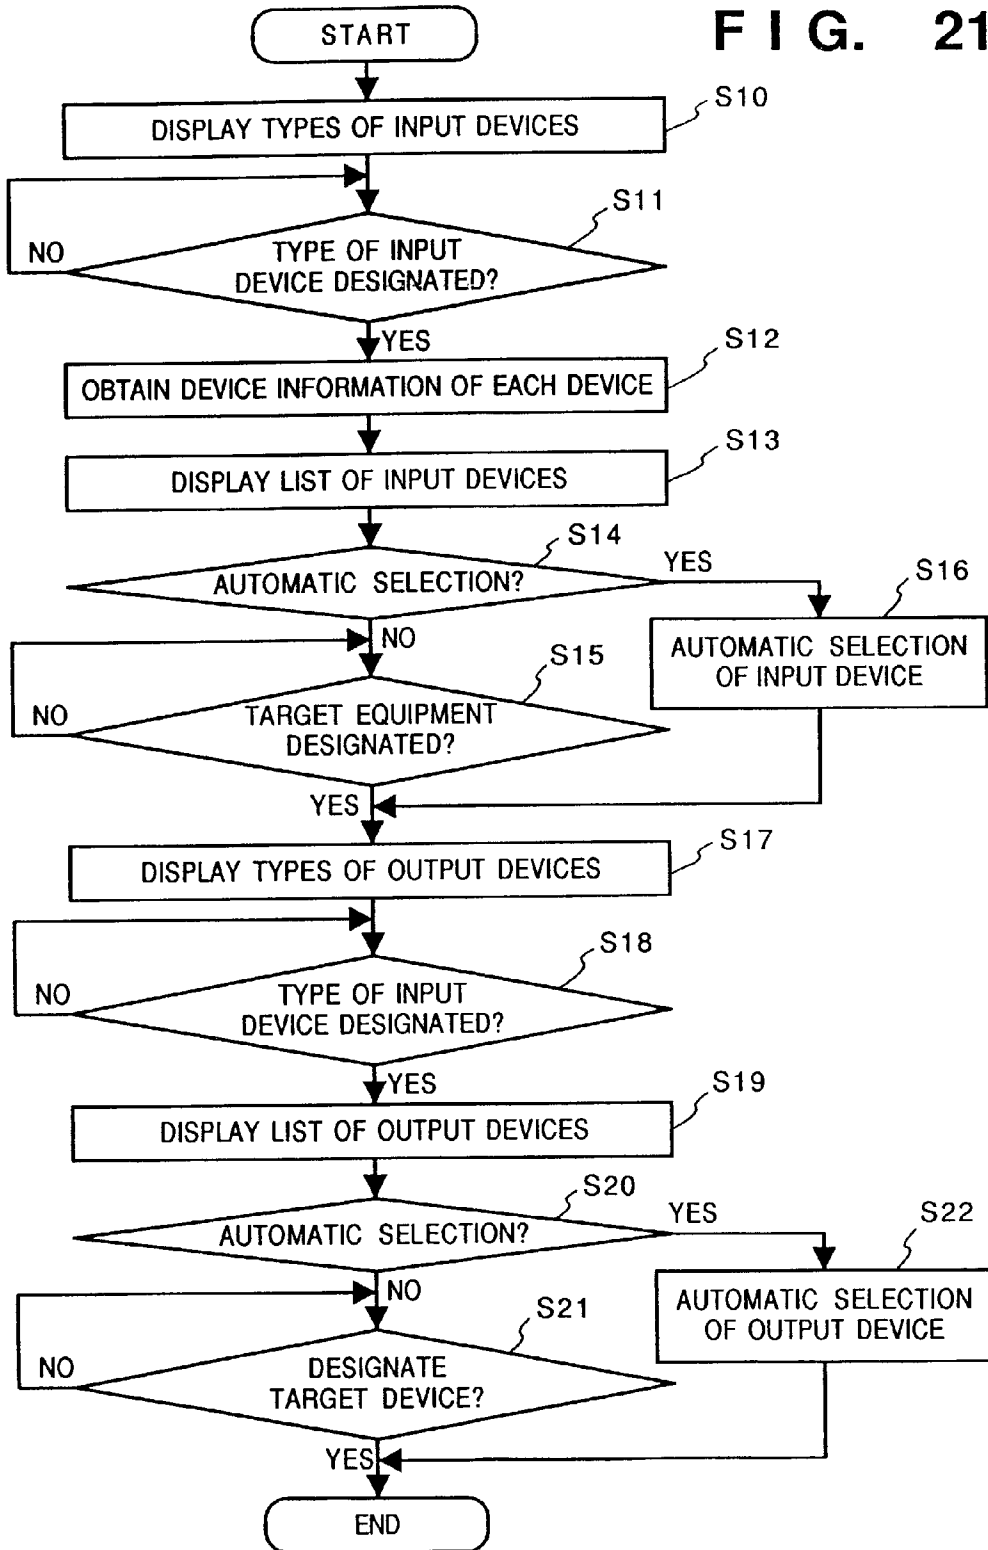 FIG. 21
START
S10
DISPLAY TYPES OF INPUT DEVICES
S11
NO
TYPE OF INPUT
DEVICE DESIGNATED?
YES
S12
OBTAIN DEVICE INFORMATION OF EACH DEVICE
S13
DISPLAY LIST OF INPUT DEVICES
S14
AUTOMATIC SELECTION?
YES
S16
AUTOMATIC SELECTION
OF INPUT DEVICE
NO
S15
NO
TARGET EQUIPMENT
DESIGNATED?
YES
S17
DISPLAY TYPES OF OUTPUT DEVICES
S18
NO
TYPE OF INPUT
DEVICE DESIGNATED?
YES
S19
DISPLAY LIST OF OUTPUT DEVICES
S20
AUTOMATIC SELECTION?
YES
S22
AUTOMATIC SELECTION
OF OUTPUT DEVICE
NO
S21
NO
DESIGNATE
TARGET DEVICE?
YES
END